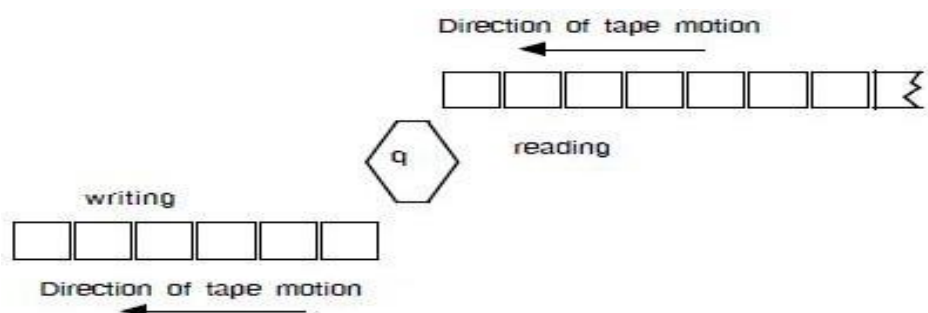 Direction of tape motion
reading
q
writing
Direction of tape motion